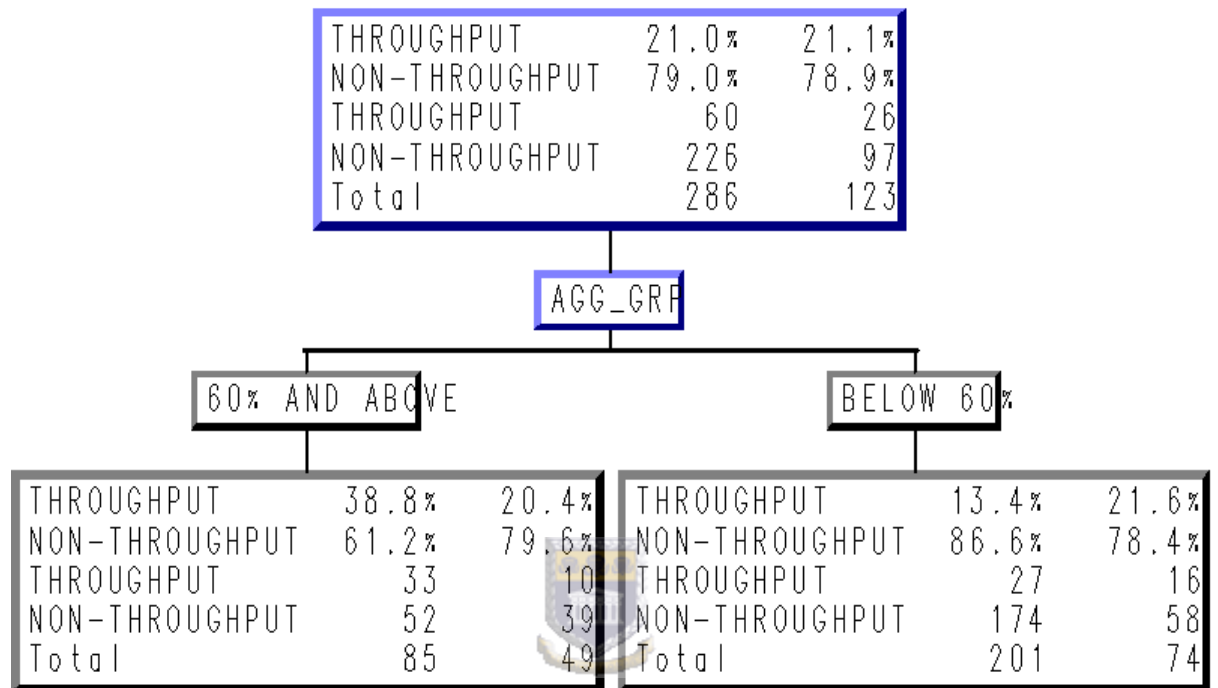 THROUGHPUT 21.0% 21.1%
NON-THROUGHPUT 79.0% 78.9%
THROUGHPUT 60 26
NON-THROUGHPUT 226 97
Total 286 123
AGG_GRP
60% AND ABOVE
BELOW 60%
THROUGHPUT 38.8% 20.4%
NON-THROUGHPUT 61.2% 79.6%
THROUGHPUT 33 10
NON-THROUGHPUT 52 39
Total 85 49
THROUGHPUT 13.4% 21.6%
NON-THROUGHPUT 86.6% 78.4%
THROUGHPUT 27 16
NON-THROUGHPUT 174 58
Total 201 74